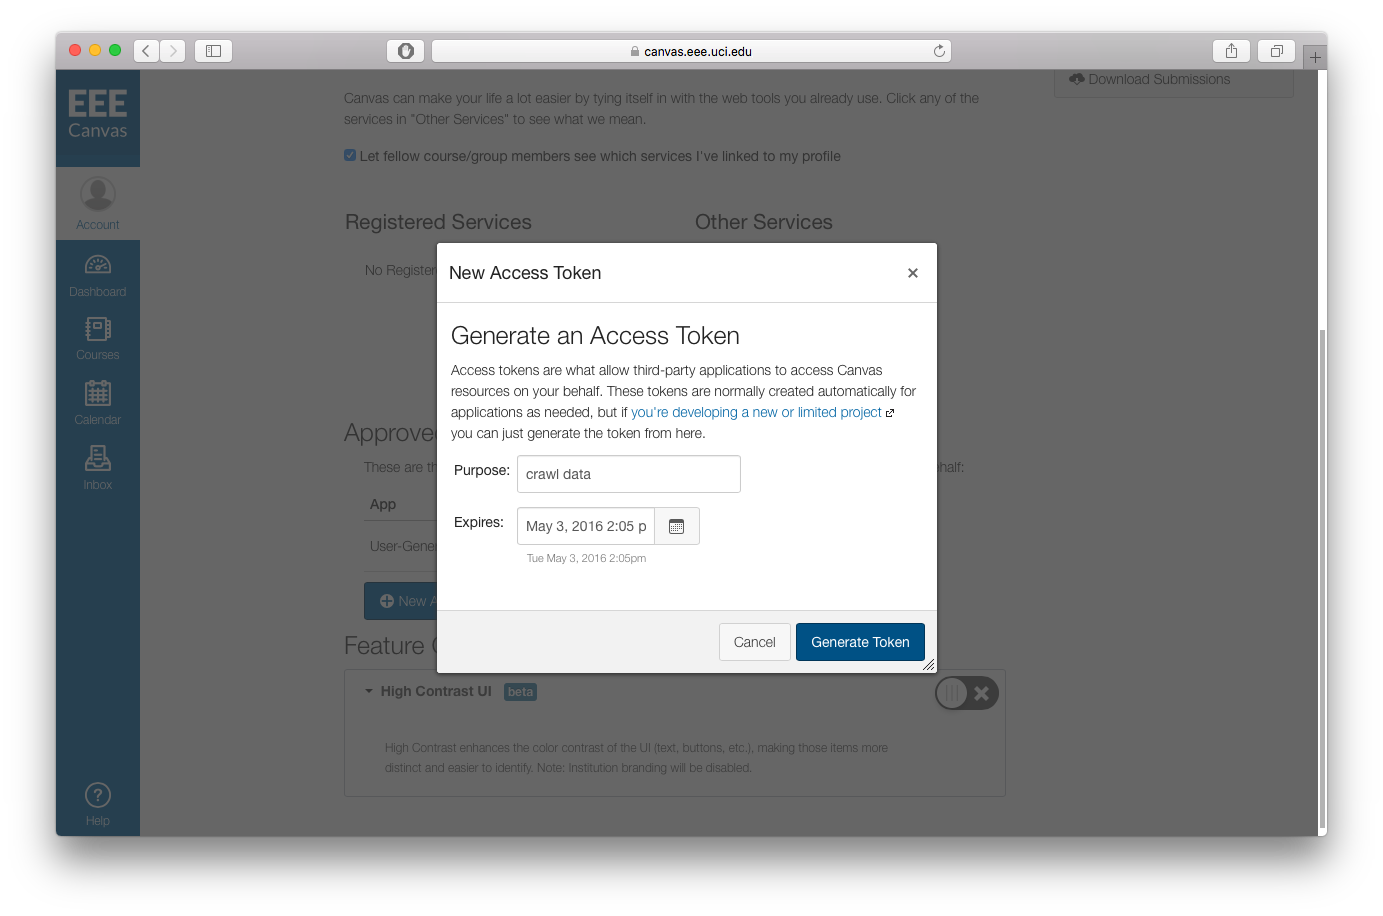 canvas.eee.uci.edu
EEE
Canvas
Account
Dashboard
Courses
Calendar
Inbox
Help
Download Submissions
Canvas can make your life a lot easier by tying itself in with the web tools you already use. Click any of the
services in "Other Services" to see what we mean.
Let fellow course/group members see which services I've linked to my profile
Registered Services
Other Services
No Register
New Access Token
×
Generate an Access Token
Access tokens are what allow third-party applications to access Canvas
resources on your behalf. These tokens are normally created automatically for
applications as needed, but if you're developing a new or limited project
you can just generate the token from here.
Purpose: crawl data
Expires: May 3, 2016 2:05 p
Tue May 3, 2016 2:05pm
Cancel
Generate Token
Approved
These are th
half:
App
User-Gene
New A
Feature
High Contrast UI beta
High Contrast enhances the color contrast of the UI (text, buttons, etc.), making those items more
distinct and easier to identify. Note: Institution branding will be disabled.